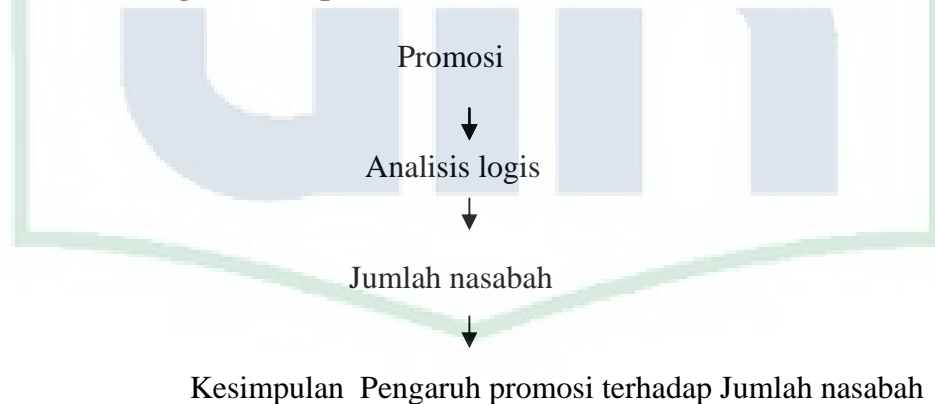 Promosi
Analisis logis
Jumlah nasabah
Kesimpulan Pengaruh promosi terhadap Jumlah nasabah